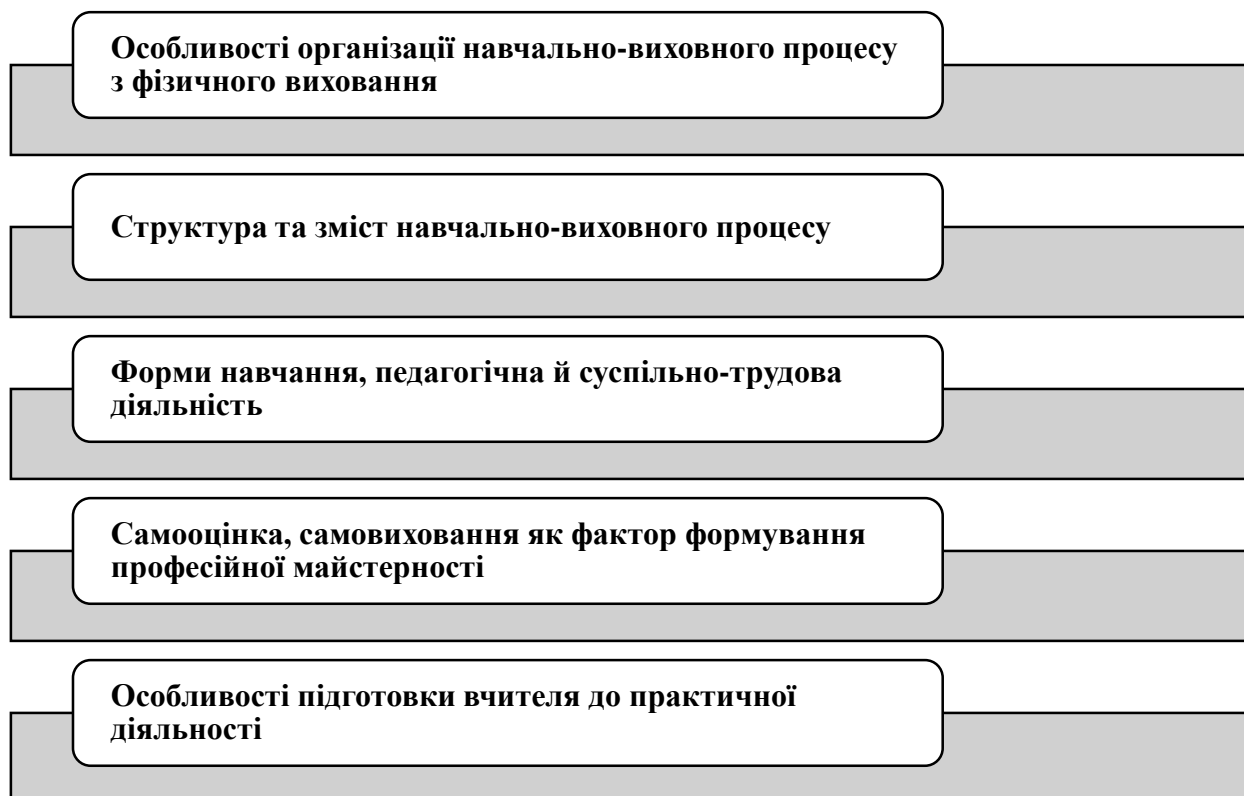 Особливості організації навчально-виховного процесу
з фізичного виховання
Структура та зміст навчально-виховного процесу
Форми навчання, педагогічна й суспільно-трудова
діяльність
Самооцінка, самовиховання як фактор формування
професійної майстерності
Особливості підготовки вчителя до практичної
діяльності